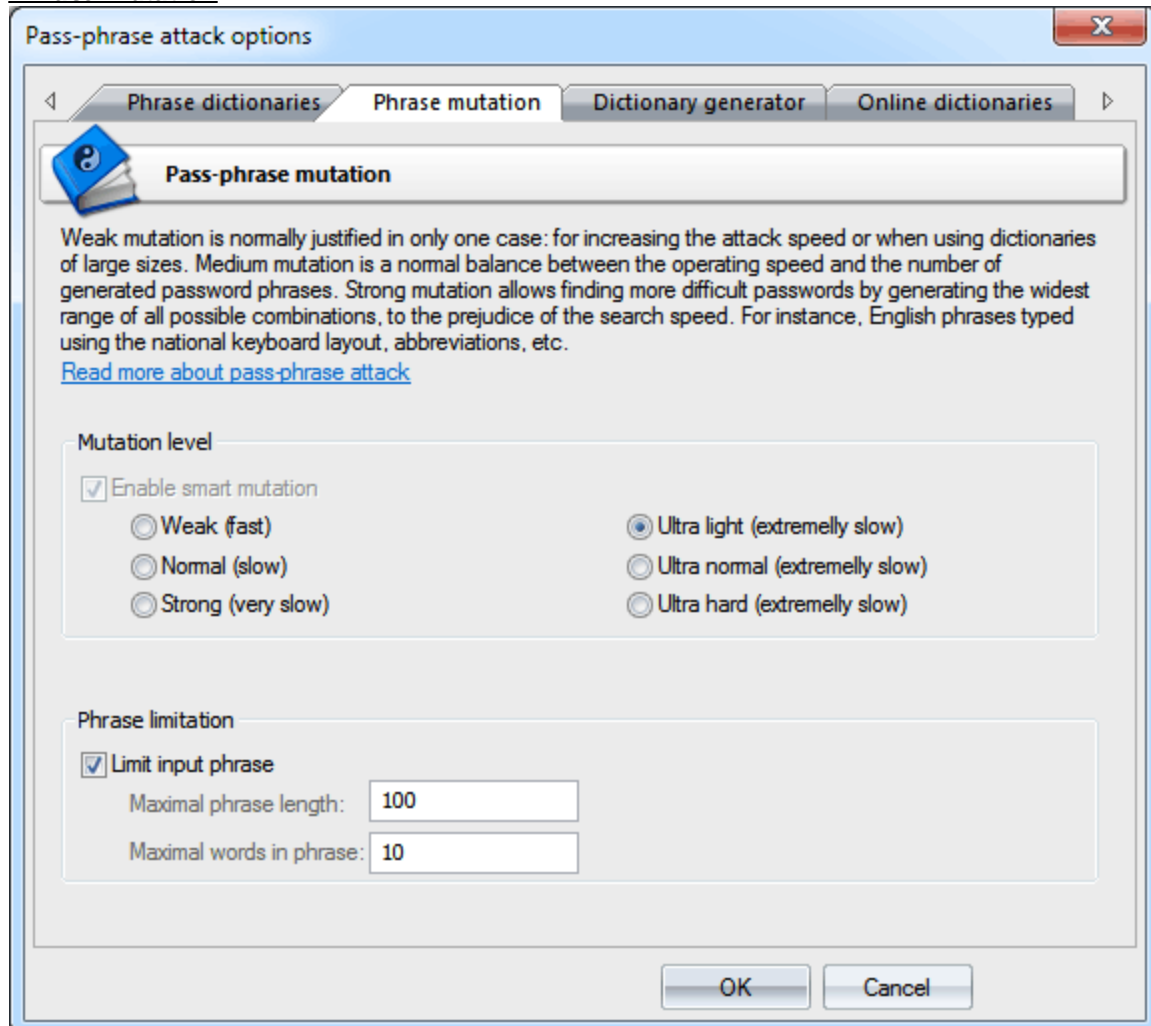 Pass-phrase attack options
Phrase dictionaries Phrase mutation Dictionary generator Online dictionaries
Pass-phrase mutation
Weak mutation is normally justified in only one case: for increasing the attack speed or when using dictionaries
of large sizes. Medium mutation is a normal balance between the operating speed and the number of
generated password phrases. Strong mutation allows finding more difficult passwords by generating the widest
range of all possible combinations, to the prejudice of the search speed. For instance, English phrases typed
using the national keyboard layout, abbreviations, etc.
Read more about pass-phrase attack
Mutation level
Enable smart mutation
Weak (fast) Ultra light (extremelly slow)
Normal (slow) Ultra normal (extremelly slow)
Strong (very slow) Ultra hard (extremelly slow)
Phrase limitation
Limit input phrase
Maximal phrase length: 100
Maximal words in phrase: 10
OK Cancel